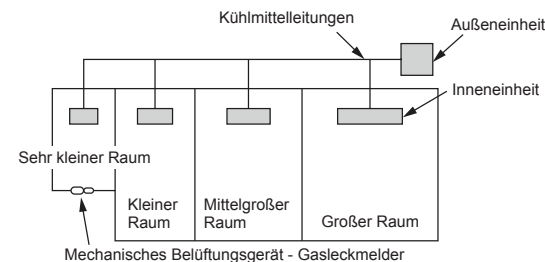 Kühlmittelleitungen
Außeneinheit
Inneneinheit
Sehr kleiner Raum
Kleiner
Raum
Mittelgroßer
Raum
Großer Raum
Mechanisches Belüftungsgerät - Gasleckmelder